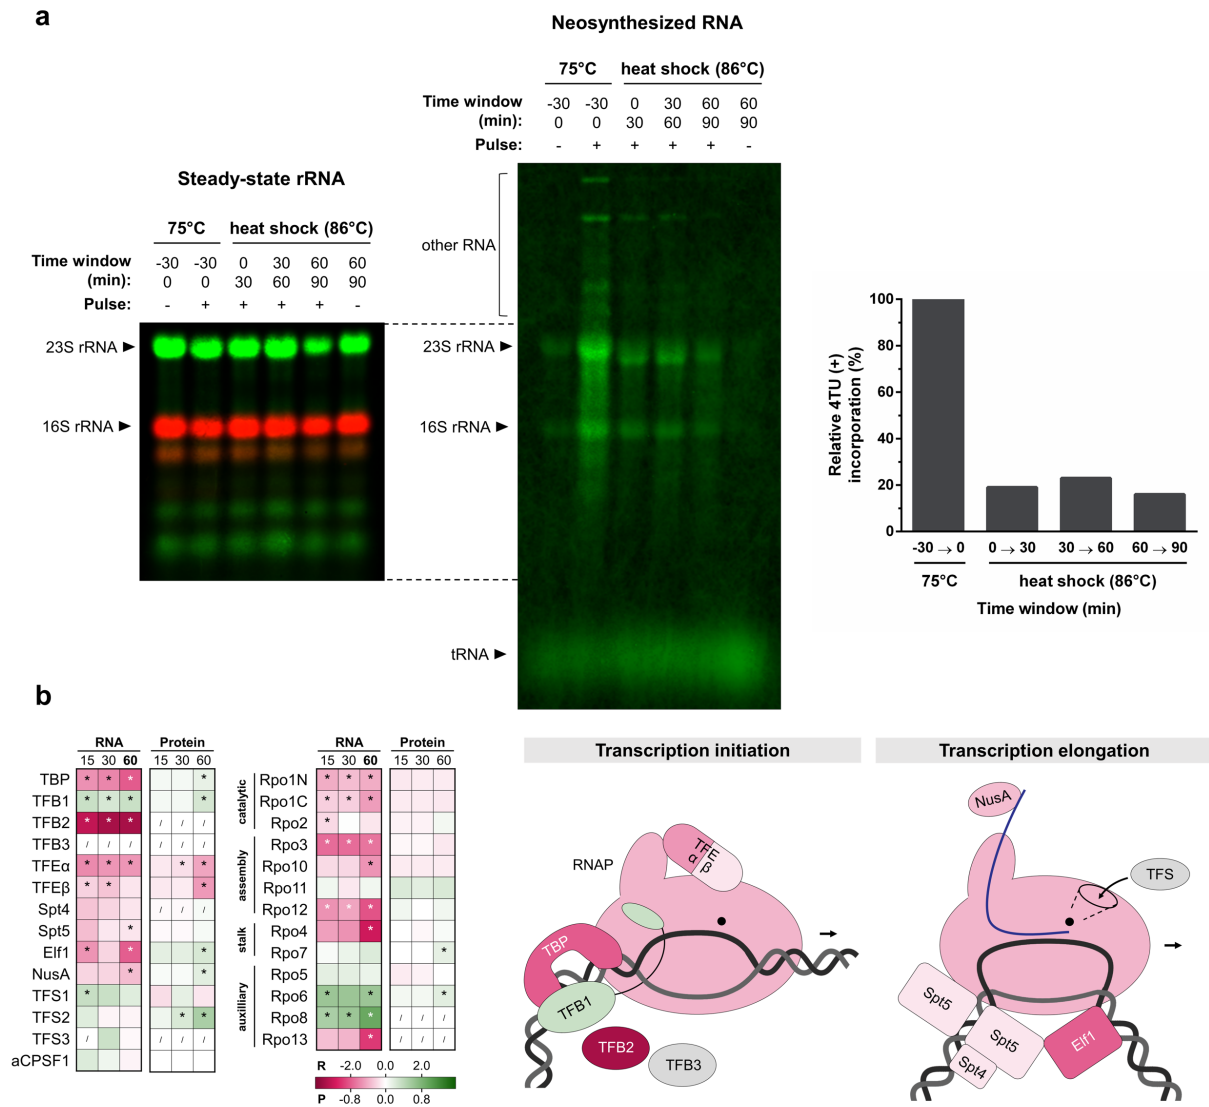 a
Neosynthesized RNA
75°C heat shock (86°C)
Time window -30 -30 0 30 60 60
(min): 0 0 30 60 90 90
Pulse: - + + + + -
Steady-state rRNA
75°C heat shock (86°C)
Time window -30 -30 0 30 60 60
(min): 0 0 30 60 90 90
Pulse: - + + + + -
23S rRNA
16S rRNA
other RNA
23S rRNA
16S rRNA
tRNA
Relative 4TU (+)
incorporation (%)
100
80
60
40
20
0
-30 → 0 0 → 30 30 → 60 60 → 90
75°C heat shock (86°C)
Time window (min)
b
RNA Protein
15 30 60 15 30 60
TBP * * * *
TFB1 * * * *
TFB2 * * * / / /
TFB3 / / / / / /
TFEα * * * * *
TFEβ * * *
Spt4 / / /
Spt5 *
Elf1 * * *
NusA * *
TFS1 *
TFS2 * *
TFS3 / / / / /
aCPSF1
RNA Protein
15 30 60 15 30 60
catalytic
Rpo1N * * *
Rpo1C * * *
Rpo2 *
assembly
Rpo3 * * *
Rpo10 *
Rpo11
Rpo12 * * *
stalk
Rpo4 *
Rpo7 *
auxilliary
Rpo5
Rpo6 * * *
Rpo8 * * * / / /
Rpo13 * / / /
R -2.0 0.0 2.0
P -0.8 0.0 0.8
Transcription initiation
RNAP
TFE
α β
TBP
TFB1
TFB2
TFB3
Transcription elongation
NusA
TFS
Spt5
Spt5
Spt4
Elf1